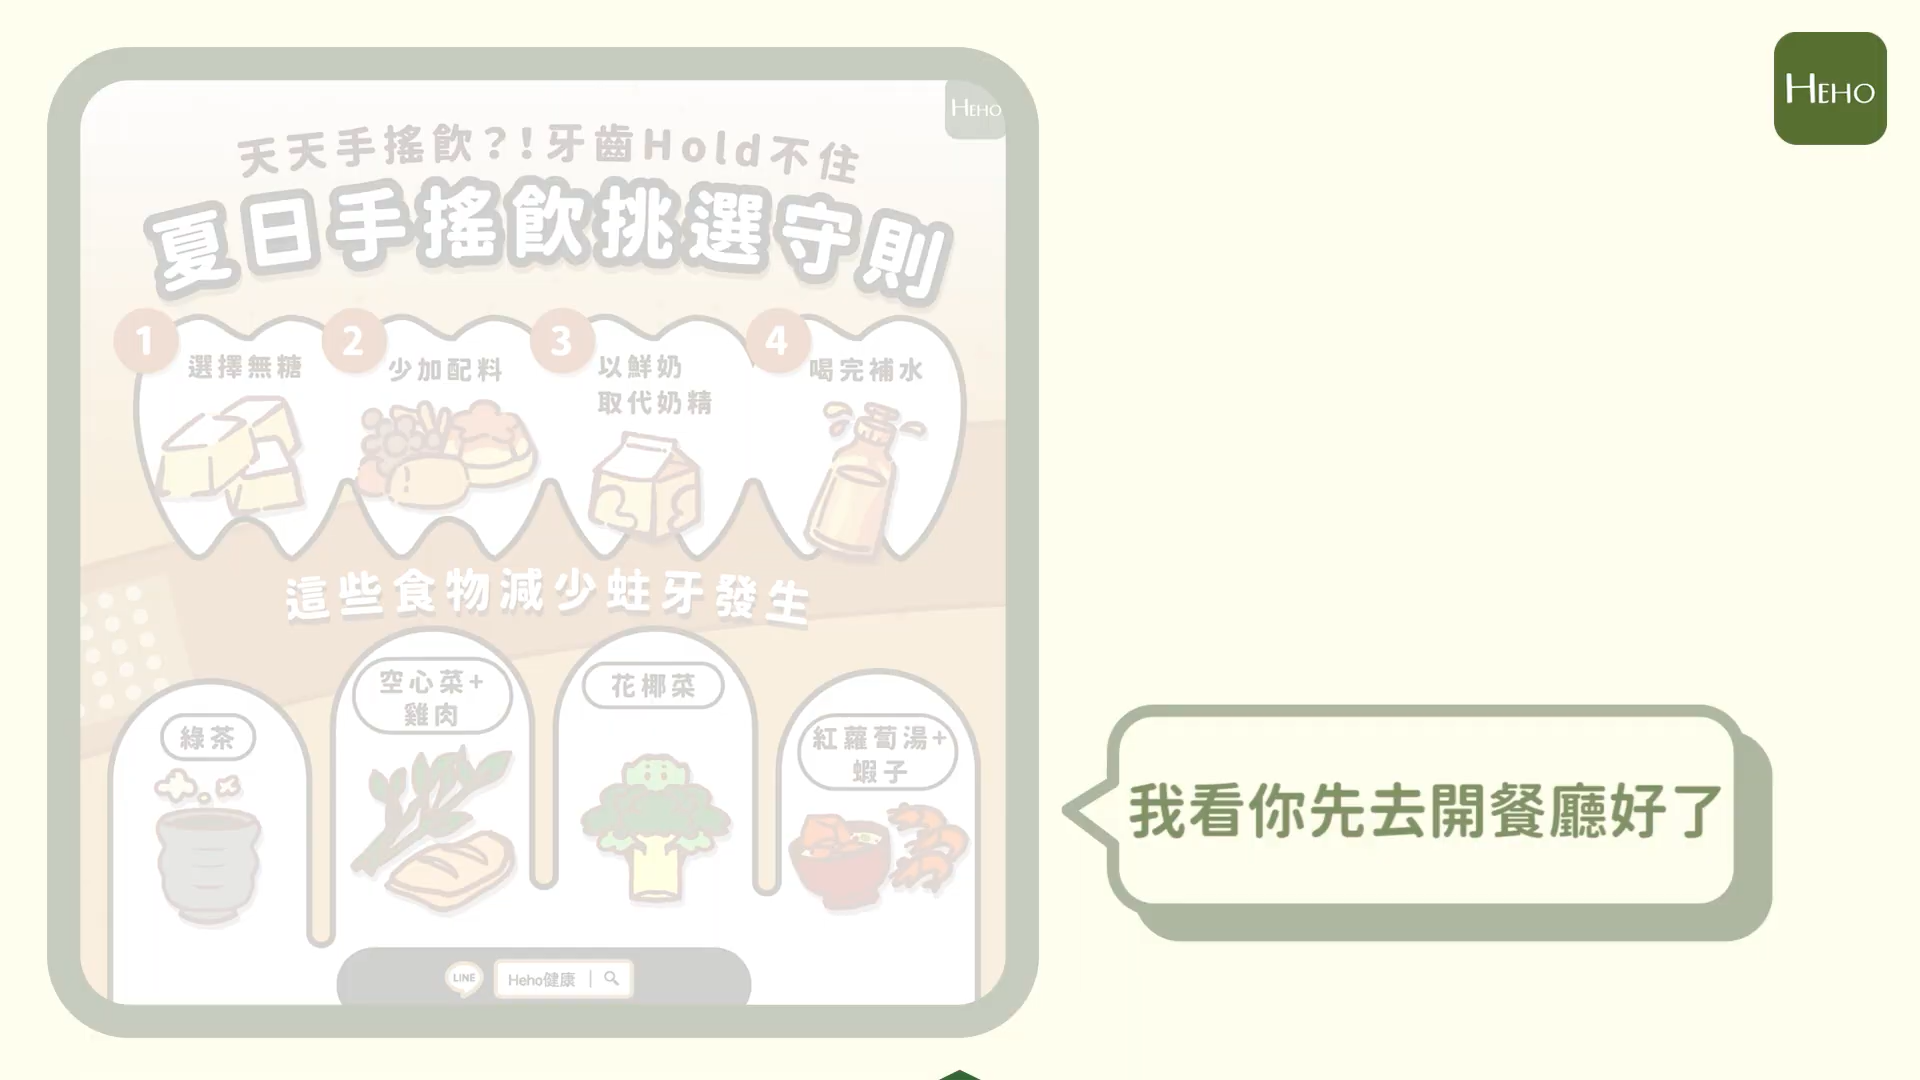 HEHO
天天手搖飲?!牙齒Hold不住
夏日手搖飲挑選守則
1
選擇無糖
2
少加配料
3
以鮮奶
取代奶精
4
喝完補水
這些食物減少蛀牙發生
綠茶
空心菜+
雞肉
花椰菜
紅蘿蔔湯+
蝦子
LINE
Heho健康
HEHO
我看你先去開餐廳好了